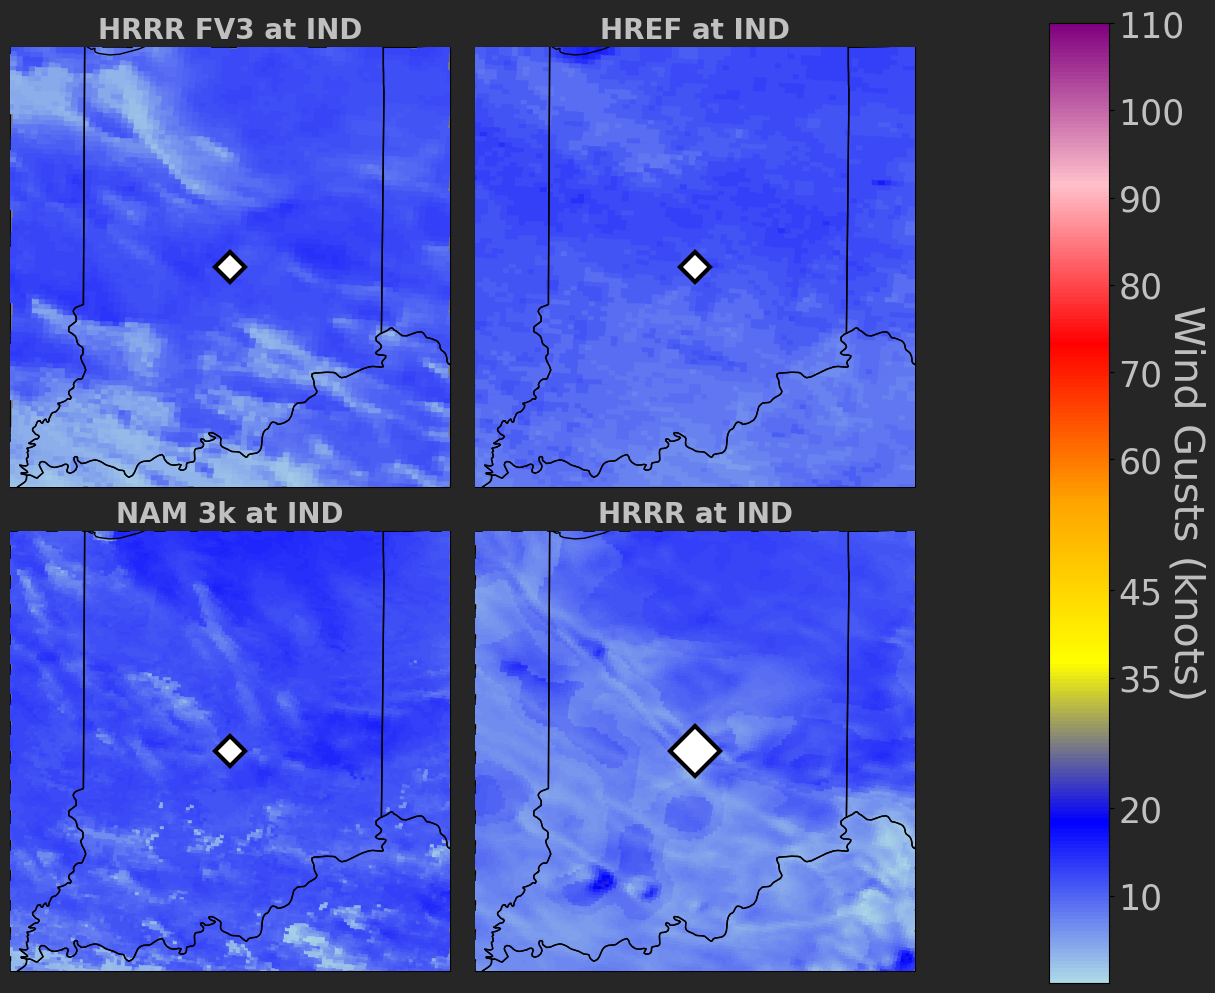 HRRR FV3 at IND
HREF at IND
NAM 3k at IND
HRRR at IND
110
100
90
80
70
60
45
35
20
10
Wind Gusts (knots)